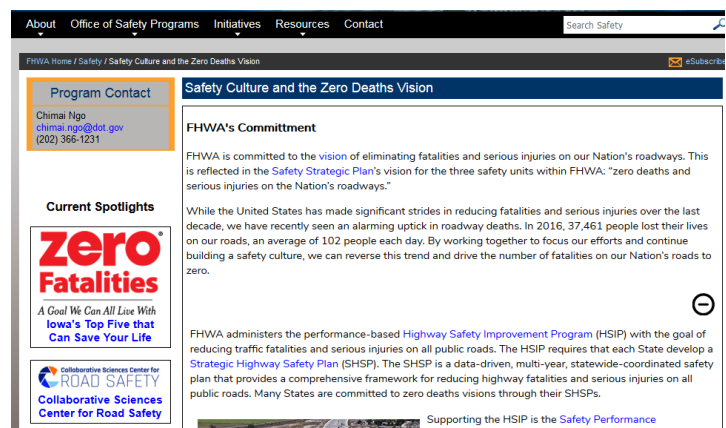 About Office of Safety Programs Initiatives Resources Contact
Search Safety
FHWA Home / Safety / Safety Culture and the Zero Deaths Vision
eSubscribe
Program Contact
Chimai Ngo
chimai.ngo@dot.gov
(202) 366-1231
Current Spotlights
Zero
Fatalities
A Goal We Can All Live With
Iowa's Top Five that
Can Save Your Life
Collaborative Sciences Center for
ROAD SAFETY
Collaborative Sciences
Center for Road Safety
Safety Culture and the Zero Deaths Vision
FHWA's Committment
FHWA is committed to the vision of eliminating fatalities and serious injuries on our Nation's roadways. This
is reflected in the Safety Strategic Plan's vision for the three safety units within FHWA: “zero deaths and
serious injuries on the Nation's roadways.”
While the United States has made significant strides in reducing fatalities and serious injuries over the last
decade, we have recently seen an alarming uptick in roadway deaths. In 2016, 37,461 people lost their lives
on our roads, an average of 102 people each day. By working together to focus our efforts and continue
building a safety culture, we can reverse this trend and drive the number of fatalities on our Nation's roads to
zero.
FHWA administers the performance-based Highway Safety Improvement Program (HSIP) with the goal of
reducing traffic fatalities and serious injuries on all public roads. The HSIP requires that each State develop a
Strategic Highway Safety Plan (SHSP). The SHSP is a data-driven, multi-year, statewide-coordinated safety
plan that provides a comprehensive framework for reducing highway fatalities and serious injuries on all
public roads. Many States are committed to zero deaths visions through their SHSPs.
Supporting the HSIP is the Safety Performance